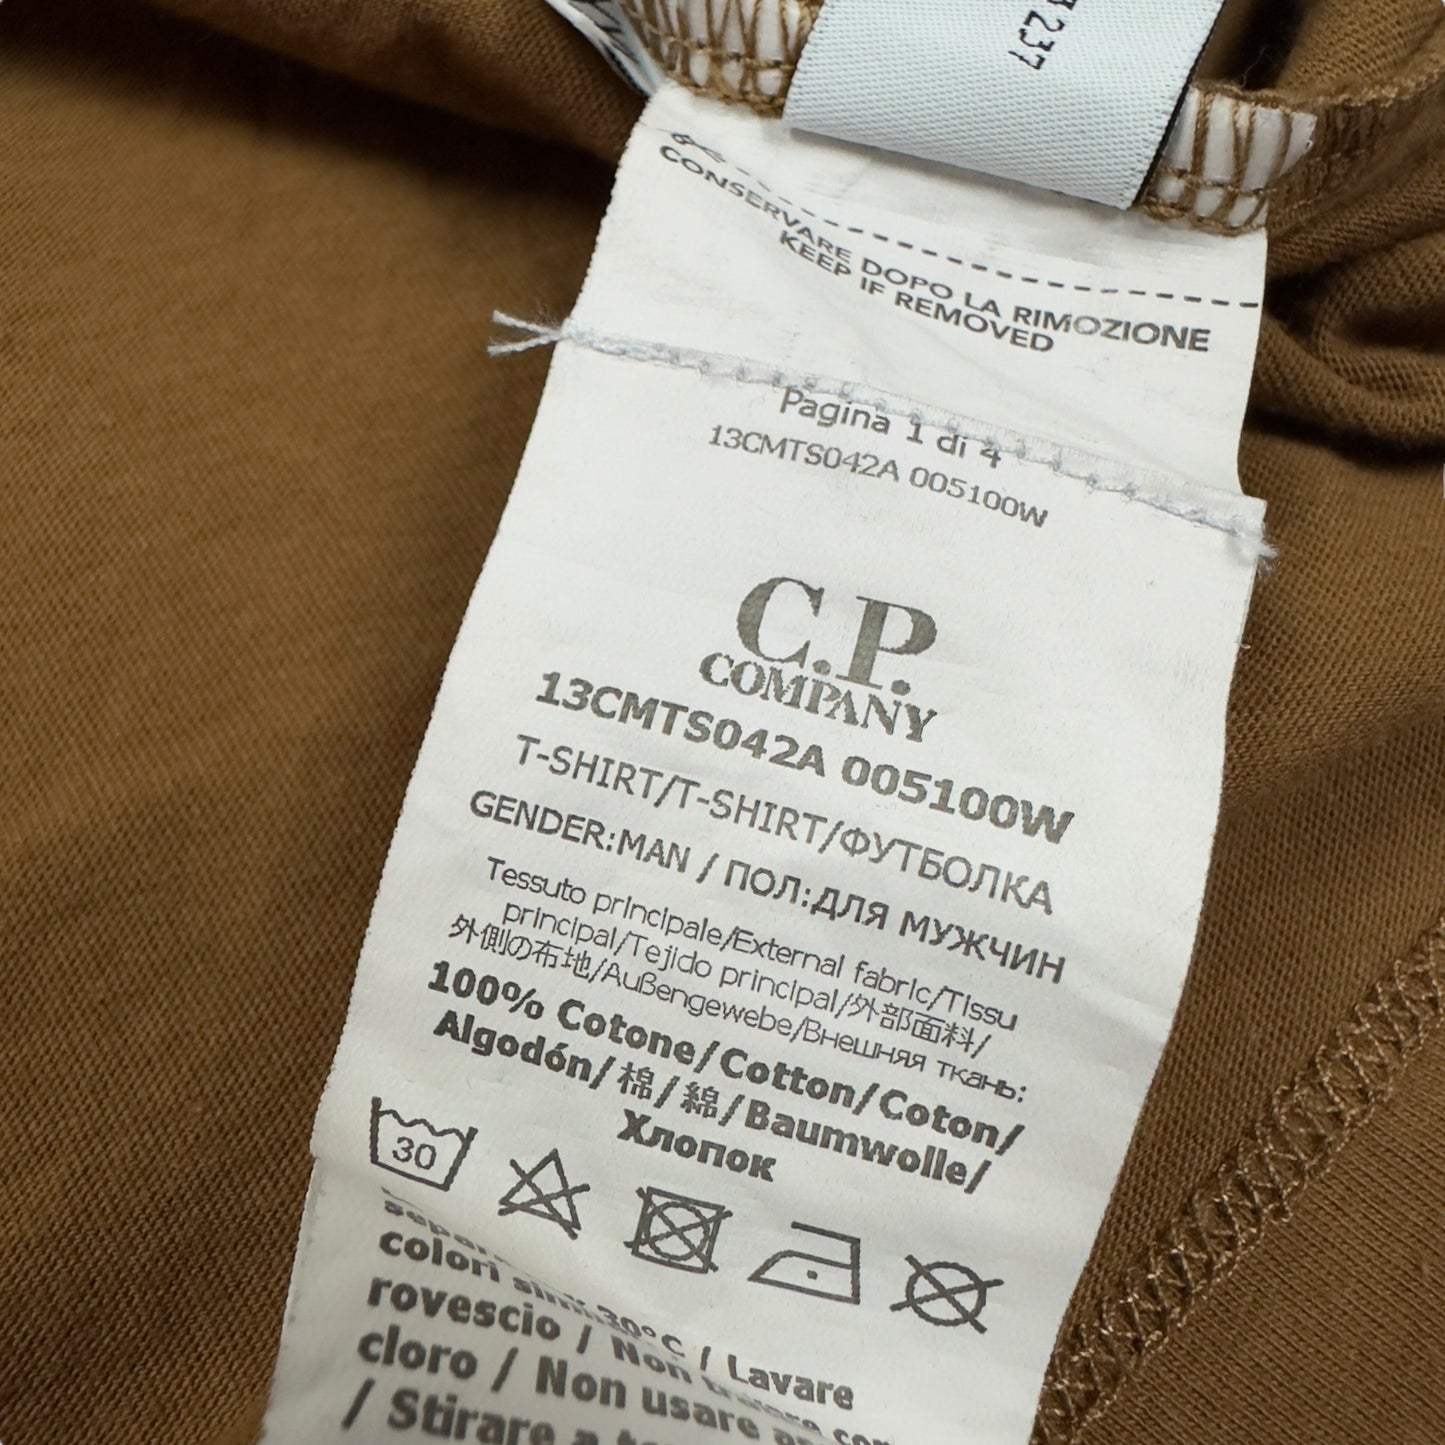 237
CONSERVARE DOPO LA RIMOZIONE
KEEP IF REMOVED
Pagina 1 di 4
13CMTS042A 005100W
C.P.
COMPANY
13CMTS042A 005100W
T-SHIRT/T-SHIRT/ФУТБОЛКА
GENDER:MAN / ПОЛ:ДЛЯ МУЖЧИН
Tessuto principale/External fabric/Tissu
principal/Tejido principal/外部面料/
外側の布地/Außengewebe/Внешняя ткань:
100% Cotone/Cotton/Coton/
Algodón/棉/綿/Baumwolle/
Хлопок
30
colori 30°C / Lavare
rovescio / Non
cloro / Non usare
/ Stirare a